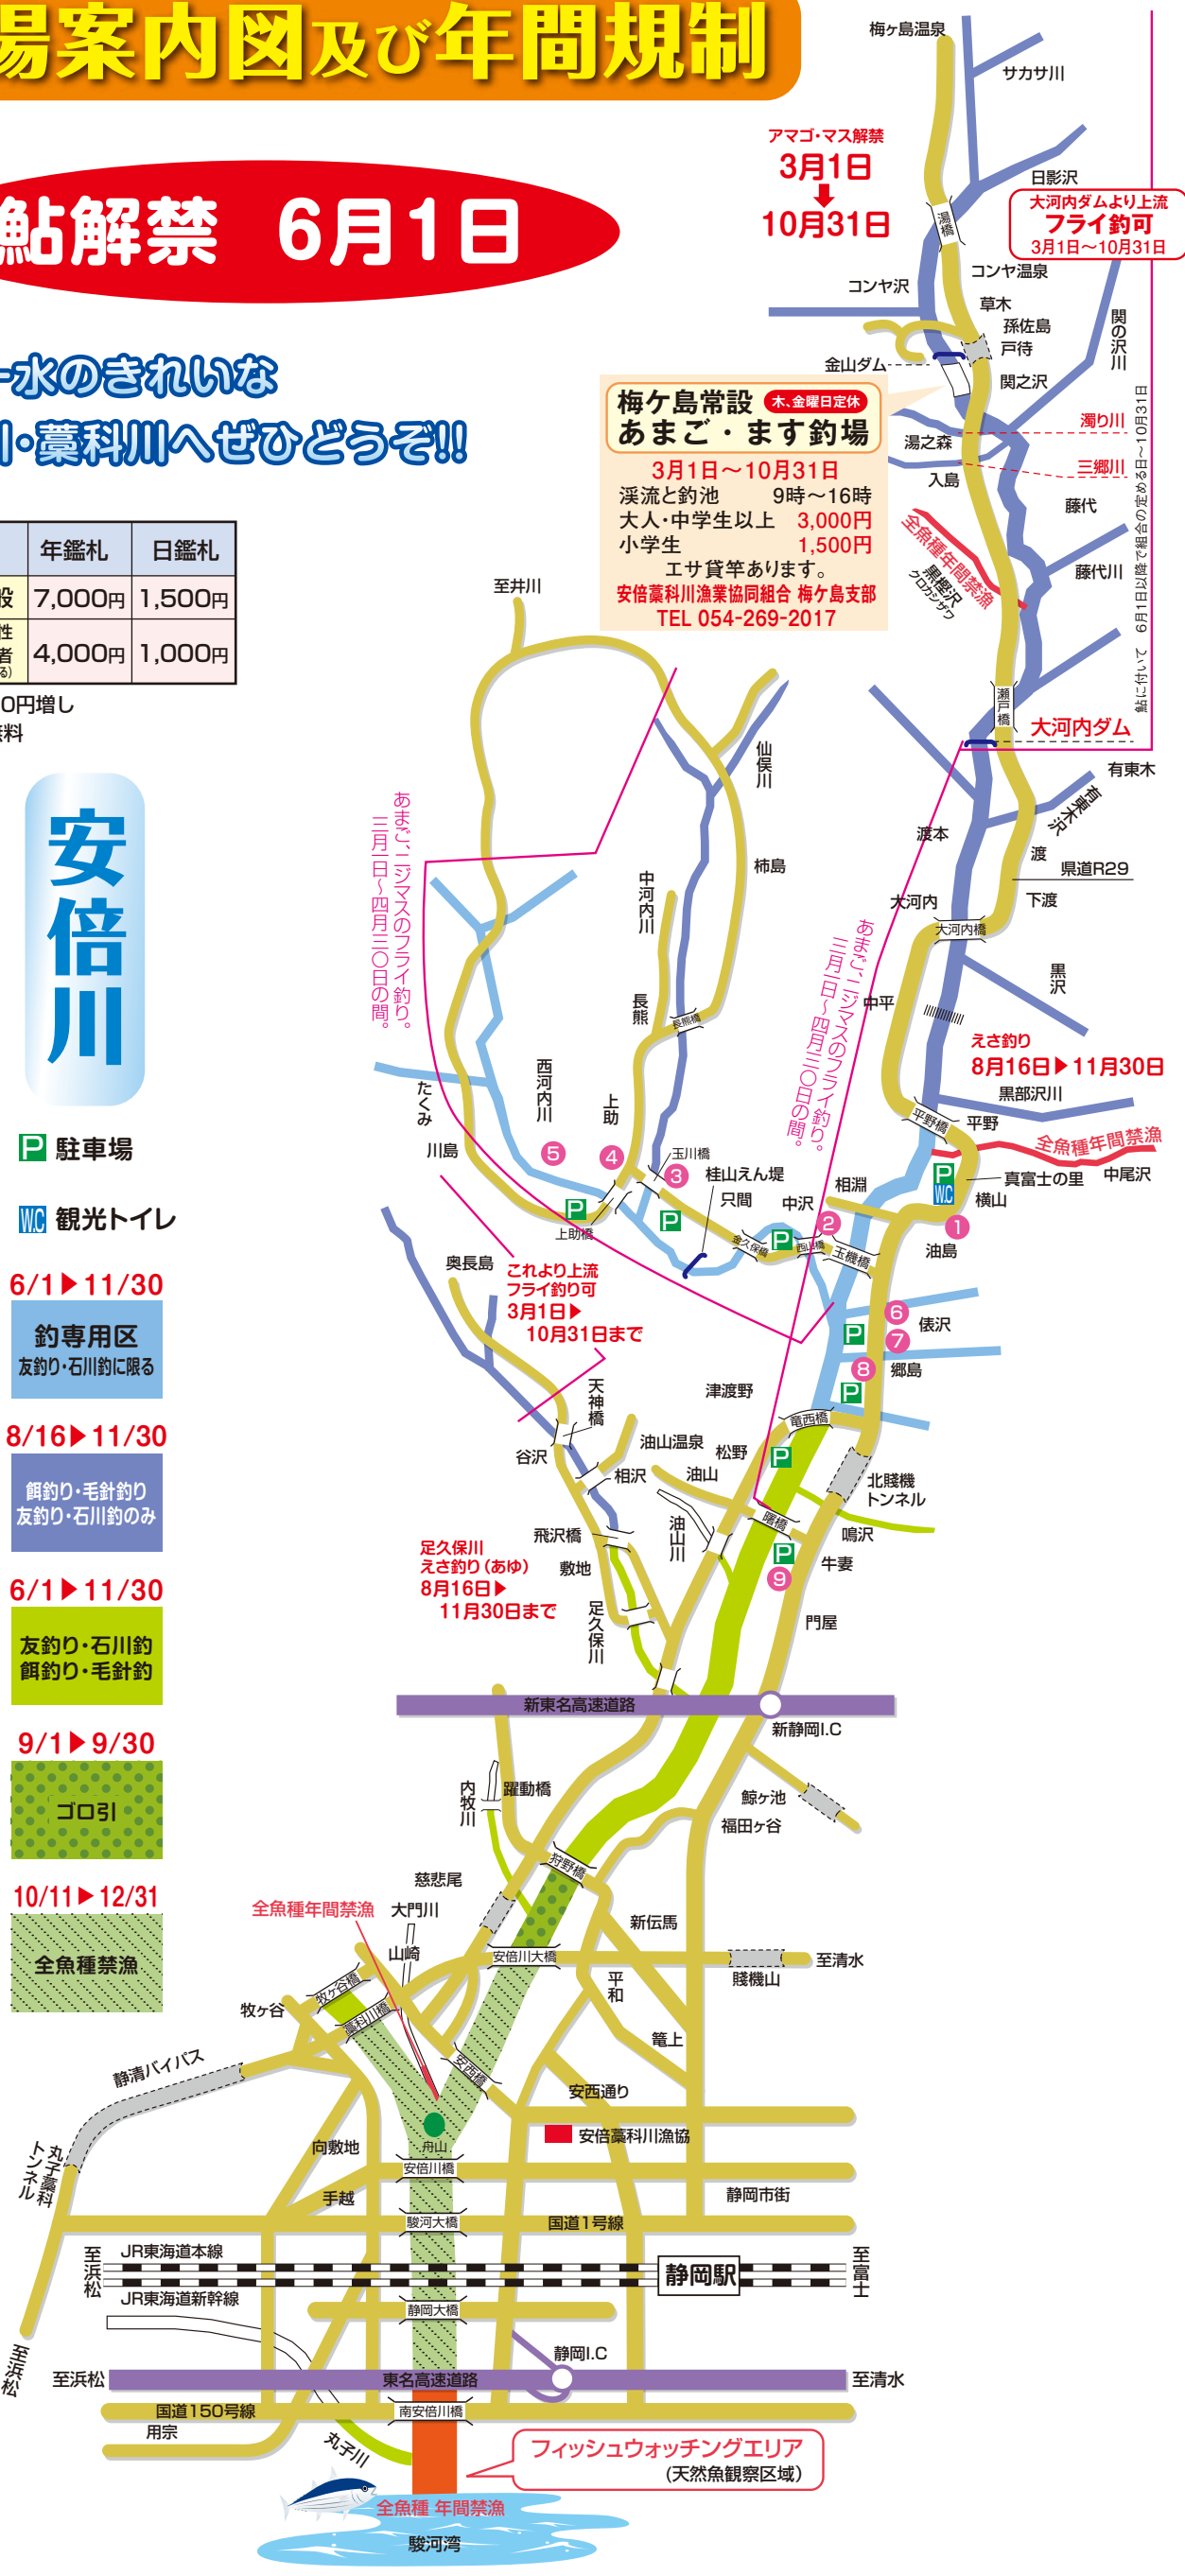 場案内図及び年間規制
鮎解禁 6月1日
水のきれいな
川・藁科川へぜひどうぞ!!
年鑑札 日鑑札
般 7,000円 1,500円
性
者
る) 4,000円 1,000円
0円増し
無料
安倍川
P 駐車場
W.C 観光トイレ
6/1▶11/30
釣専用区
友釣り・石川釣に限る
8/16▶11/30
餌釣り・毛針釣り
友釣り・石川釣のみ
6/1▶11/30
友釣り・石川釣
餌釣り・毛針釣
9/1▶9/30
ゴロ引
10/11▶12/31
全魚種禁漁
梅ヶ島温泉
サカサ川
アマゴ・マス解禁
3月1日
10月31日
日影沢
大河内ダムより上流
フライ釣可
3月1日～10月31日
湯橋
コンヤ温泉
コンヤ沢
草木
孫佐島
戸待
関の沢川
金山ダム
関之沢
梅ケ島常設 木、金曜日定休
あまご・ます釣場
3月1日～10月31日
渓流と釣池 9時～16時
大人・中学生以上 3,000円
小学生 1,500円
エサ貸竿あります。
安倍藁科川漁業協同組合 梅ケ島支部
TEL 054-269-2017
濁り川
湯之森
三郷川
入島
藤代
全魚種年間禁漁
黒樫沢
クロカシザワ
藤代川
鮎に付いて 6月1日以降で組合の定める日～10月31日
瀬戸橋
大河内ダム
至井川
仙俣川
有東木
有東木沢
渡本
渡
県道R29
柿島
下渡
大河内
大河内橋
中河内川
あまご、ニジマスのフライ釣り。
三月一日～四月三〇日の間。
あまご、ニジマスのフライ釣り。
三月一日～四月三〇日の間。
黒沢
中平
長熊
長熊橋
えさ釣り
8月16日▶11月30日
黒部沢川
平野橋
平野
全魚種年間禁漁
中尾沢
真富士の里
P
W.C
横山
1
油島
たくみ
西河内川
上助
川島
5
4
玉川橋
3
桂山えん堤
只間
中沢
相淵
2
P
上助橋
P
金久保橋
P
西山橋
玉機橋
奥長島
これより上流
フライ釣り可
3月1日▶
10月31日まで
6
俵沢
P
7
8
郷島
P
津渡野
天神橋
竜西橋
谷沢
油山温泉
松野
P
相沢
油山
北賤機
トンネル
飛沢橋
油山川
曙橋
鳴沢
足久保川
えさ釣り(あゆ)
8月16日▶
11月30日まで
敷地
P
牛妻
9
足久保川
門屋
新東名高速道路
新静岡I.C
内牧川
躍動橋
鯨ヶ池
福田ヶ谷
狩野橋
慈悲尾
全魚種年間禁漁
大門川
新伝馬
山崎
安倍川大橋
至清水
賤機山
牧ヶ谷橋
平和
牧ヶ谷
藁科川橋
籠上
静清バイパス
安西橋
安西通り
安倍藁科川漁協
舟山
丸子藁科
トンネル
向敷地
安倍川橋
手越
静岡市街
駿河大橋
国道1号線
至浜松
JR東海道本線
静岡駅
至富士
JR東海道新幹線
静岡大橋
至浜松
静岡I.C
至浜松
東名高速道路
至清水
国道150号線
南安倍川橋
用宗
丸子川
フィッシュウォッチングエリア
(天然魚観察区域)
全魚種 年間禁漁
駿河湾